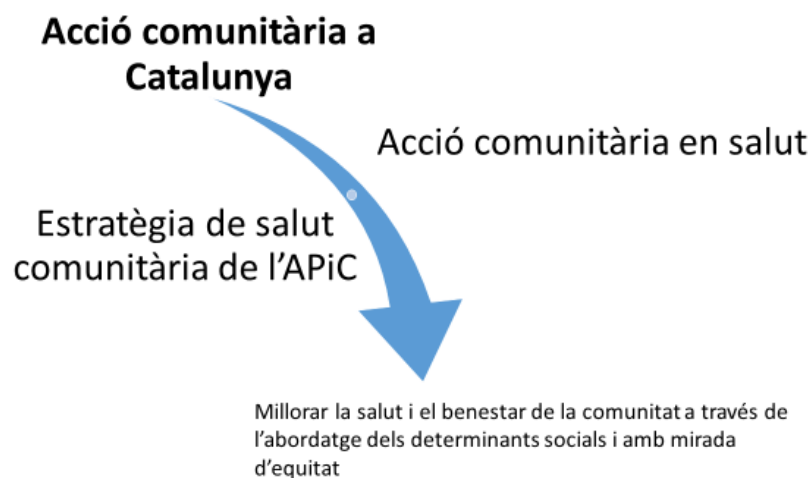 Acció comunitària a
Catalunya
Acció comunitària en salut
Estratègia de salut
comunitària de l’APiC
Millorar la salut i el benestar de la comunitat a través de
l’abordatge dels determinants socials i amb mirada
d’equitat